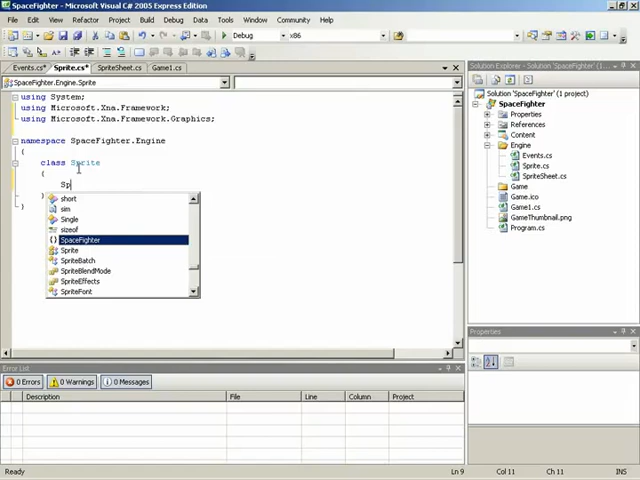 SpaceFighter - Microsoft Visual C# 2005 Express Edition
File Edit View Refactor Project Build Debug Data Tools Window Community Help
Debug x86
Events.cs* Sprite.cs* SpriteSheet.cs Game1.cs
SpaceFighter.Engine.Sprite
using System;
using Microsoft.Xna.Framework;
using Microsoft.Xna.Framework.Graphics;
namespace SpaceFighter.Engine
{
class Sprite
{
Sp
}
}
short
sim
Single
sizeof
SpaceFighter
Sprite
SpriteBatch
SpriteBlendMode
SpriteEffects
SpriteFont
Solution Explorer - Solution 'SpaceFighter'...
Solution 'SpaceFighter' (1 project)
SpaceFighter
Properties
References
Content
Engine
Events.cs
Sprite.cs
SpriteSheet.cs
Game
Game.ico
Game1.cs
GameThumbnail.png
Program.cs
Properties
Error List
0 Errors 0 Warnings 0 Messages
Description File Line Column Project
Ready Ln 9 Col 11 Ch 11